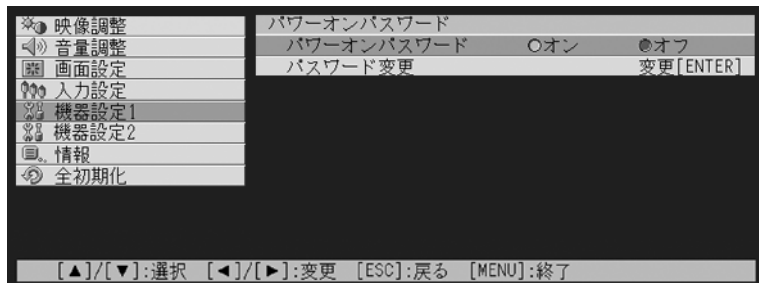 映像調整
音量調整
画面設定
入力設定
機器設定1
機器設定2
情報
全初期化
パワーオンパスワード
パワーオンパスワード オン オフ
パスワード変更 変更[ENTER]
[▲]/[▼]:選択 [◀]/[▶]:変更 [ESC]:戻る [MENU]:終了